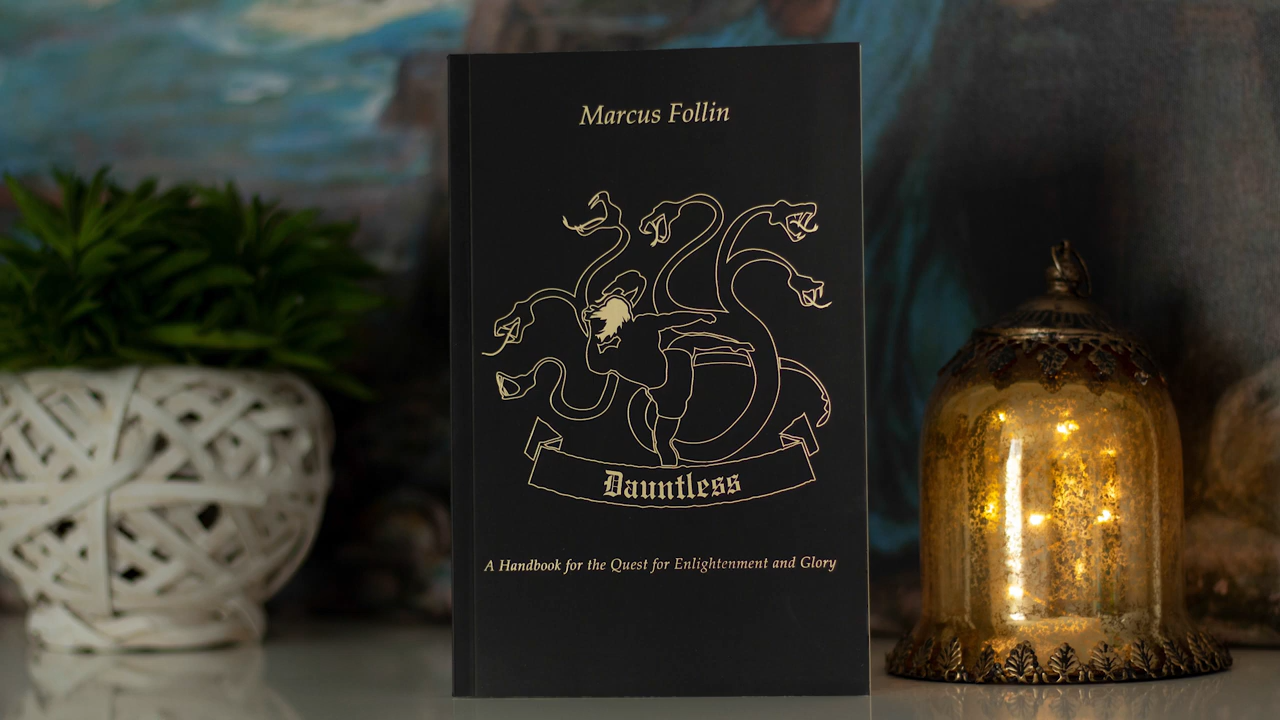 Marcus Follin
Dauntless
A Handbook for the Quest for Enlightenment and Glory